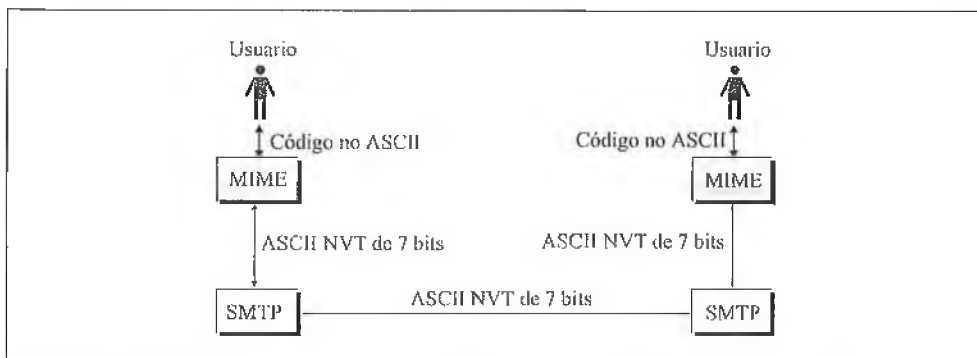 Usuario Usuario
Código no ASCII Código no ASCII
MIME MIME
ASCII NVT de 7 bits ASCII NVT de 7 bits
ASCII NVT de 7 bits
SMTP SMTP